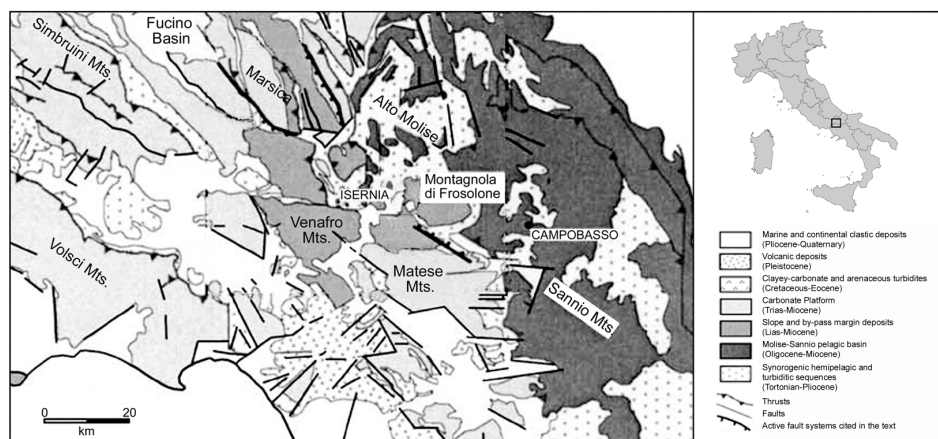 Simbruini Mts.
Fucino
Basin
Marsica
Alto Molise
ISERNIA
Montagnola
di Frosolone
Venafro
Mts.
CAMPOBASSO
Volsci Mts.
Matese
Mts.
Sannio Mts.
0 20
km
Marine and continental clastic deposits
(Pliocene-Quaternary)
Volcanic deposits
(Pleistocene)
Clayey-carbonate and arenaceous turbidites
(Cretaceous-Eocene)
Carbonate Platform
(Trias-Miocene)
Slope and by-pass margin deposits
(Lias-Miocene)
Molise-Sannio pelagic basin
(Oligocene-Miocene)
Synorogenic hemipelagic and
turbiditic sequences
(Tortonian-Pliocene)
Thrusts
Faults
Active fault systems cited in the text